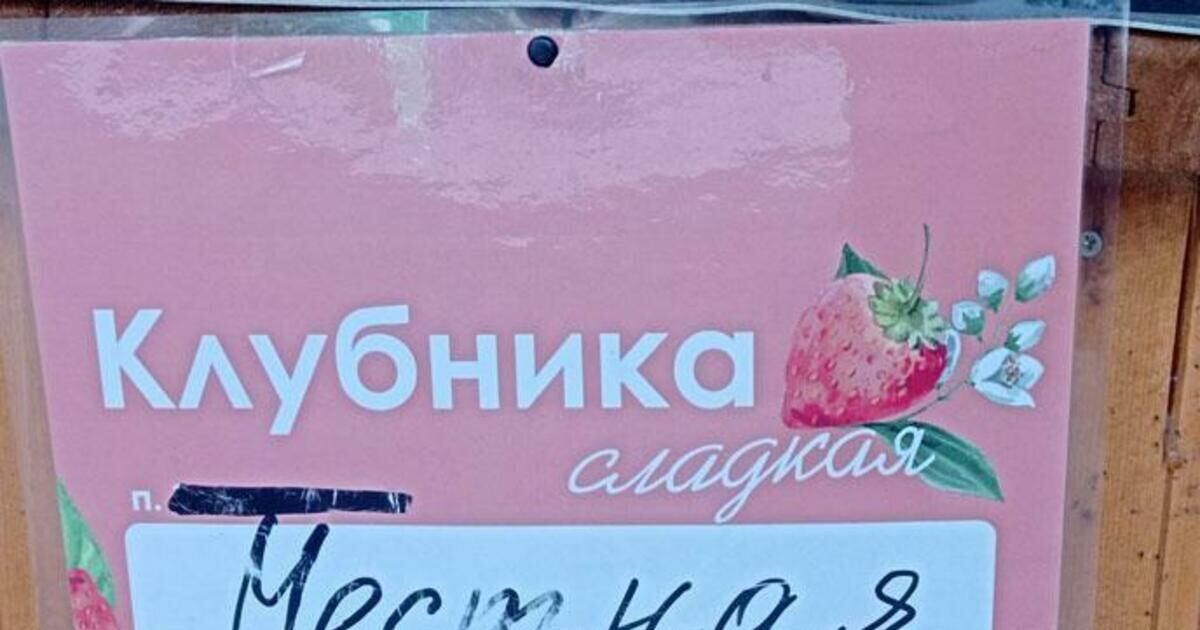 Клубника
сладкая
п.
Местная